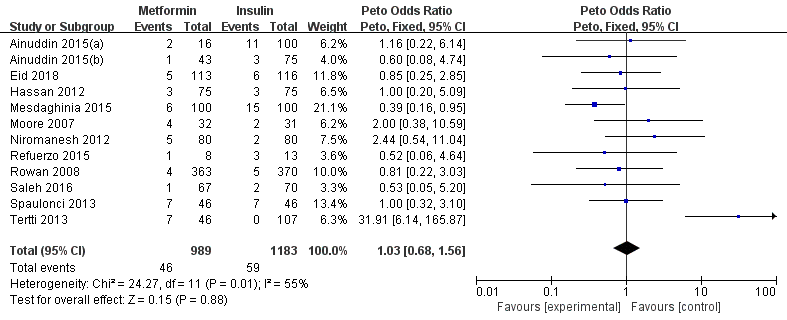 Metformin Insulin Peto Odds Ratio Peto Odds Ratio
Study or Subgroup Events Total Events Total Weight Peto, Fixed, 95% CI Peto, Fixed, 95% CI
Ainuddin 2015(a) 2 16 11 100 6.2% 1.16 [0.22, 6.14]
Ainuddin 2015(b) 1 43 3 75 4.0% 0.60 [0.08, 4.74]
Eid 2018 5 113 6 116 11.8% 0.85 [0.25, 2.85]
Hassan 2012 3 75 3 75 6.5% 1.00 [0.20, 5.09]
Mesdaghinia 2015 6 100 15 100 21.1% 0.39 [0.16, 0.95]
Moore 2007 4 32 2 31 6.1% 2.00 [0.38, 10.59]
Niromanesh 2012 5 80 2 80 7.5% 2.44 [0.54, 11.04]
Refuerzo 2015 1 8 3 13 3.5% 0.52 [0.06, 4.64]
Rowan 2008 4 363 5 370 10.0% 0.81 [0.22, 3.03]
Saleh 2016 1 67 2 70 3.3% 0.53 [0.05, 5.20]
Spaulonci 2013 7 46 7 46 13.6% 1.00 [0.32, 3.11]
Tertti 2013 7 46 0 107 6.3% 31.91 [6.14, 165.87]
Total (95% CI) 989 1183 100.0% 1.03 [0.68, 1.56]
Total events 46 59
Heterogeneity: Chi² = 24.27, df = 11 (P = 0.01); I² = 55%
Test for overall effect: Z = 0.15 (P = 0.88)
0.01 0.1 1 10 100
Favours [experimental] Favours [control]